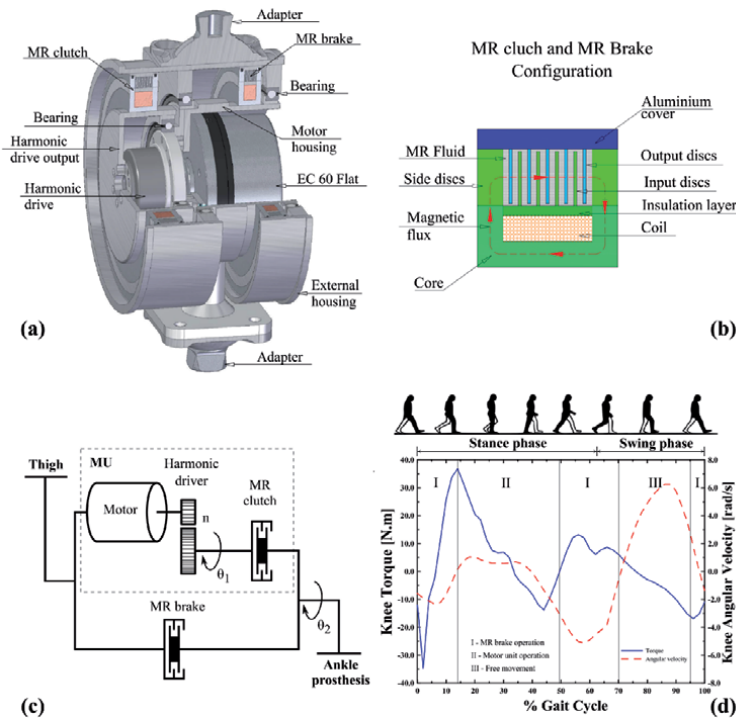 Adapter
MR brake
MR clutch
Bearing
Bearing
Harmonic
drive output
Motor
housing
Harmonic
drive
EC 60 Flat
External
housing
Adapter
(a)
MR cluch and MR Brake
Configuration
Aluminium
cover
MR Fluid
Output discs
Side discs
Input discs
Insulation layer
Magnetic
flux
Coil
Core
(b)
Thigh
MU
Harmonic
driver
MR
clutch
Motor
n
θ1
MR brake
θ2
Ankle
prosthesis
(c)
Stance phase
Swing phase
I
II
I
III
I
40.0
30.0
20.0
10.0
0.0
-10.0
-20.0
-30.0
-40.0
Knee Torque [N.m]
8.0
6.0
4.0
2.0
0.0
-2.0
-4.0
-6.0
-8.0
Knee Angular Velocity [rad/s]
I - MR brake operation
II - Motor unit operation
III - Free movement
Torque
Angular velocity
0 10 20 30 40 50 60 70 80 90 100
% Gait Cycle
(d)